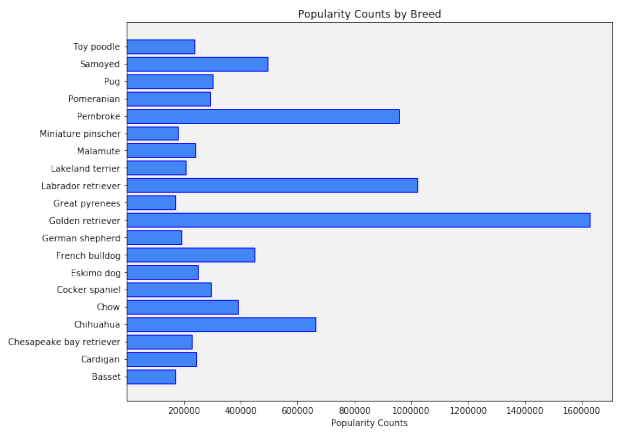 Popularity Counts by Breed
Toy poodle
Samoyed
Pug
Pomeranian
Pembroke
Miniature pinscher
Malamute
Lakeland terrier
Labrador retriever
Great pyrenees
Golden retriever
German shepherd
French bulldog
Eskimo dog
Cocker spaniel
Chow
Chihuahua
Chesapeake bay retriever
Cardigan
Basset
200000 400000 600000 800000 1000000 1200000 1400000 1600000
Popularity Counts